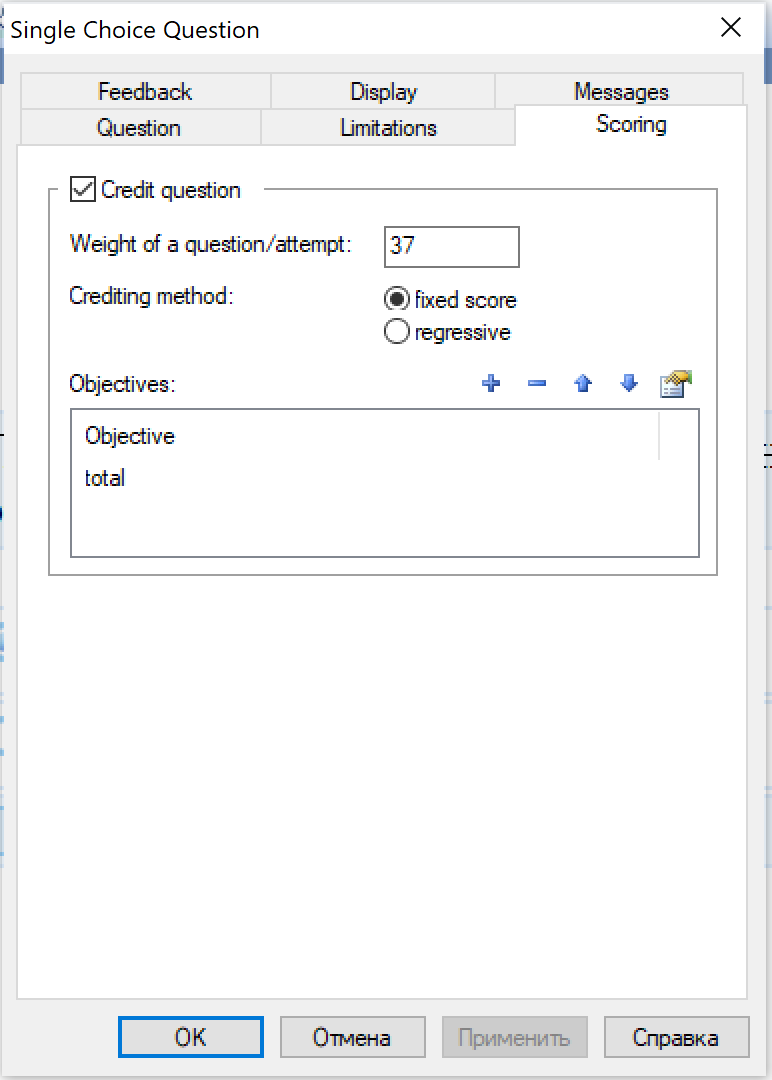 Single Choice Question
Feedback Display Messages
Question Limitations Scoring
Credit question
Weight of a question/attempt: 37
Crediting method: fixed score
regressive
Objectives:
Objective
total
OK Отмена Применить Справка